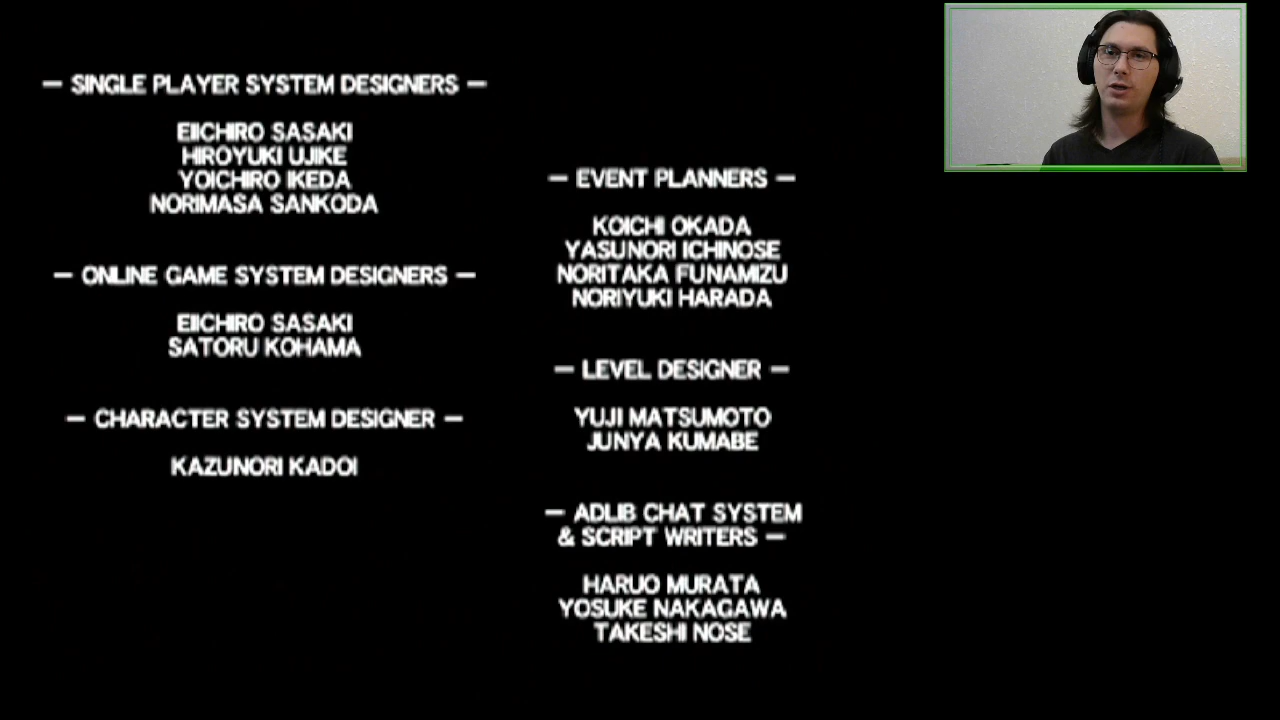 — SINGLE PLAYER SYSTEM DESIGNERS —
EIICHIRO SASAKI
HIROYUKI UJIKE
YOICHIRO IKEDA
NORIMASA SANKODA
— ONLINE GAME SYSTEM DESIGNERS —
EIICHIRO SASAKI
SATORU KOHAMA
— CHARACTER SYSTEM DESIGNER —
KAZUNORI KADOI
— EVENT PLANNERS —
KOICHI OKADA
YASUNORI ICHINOSE
NORITAKA FUNAMIZU
NORIYUKI HARADA
— LEVEL DESIGNER —
YUJI MATSUMOTO
JUNYA KUMABE
— ADLIB CHAT SYSTEM
& SCRIPT WRITERS —
HARUO MURATA
YOSUKE NAKAGAWA
TAKESHI NOSE